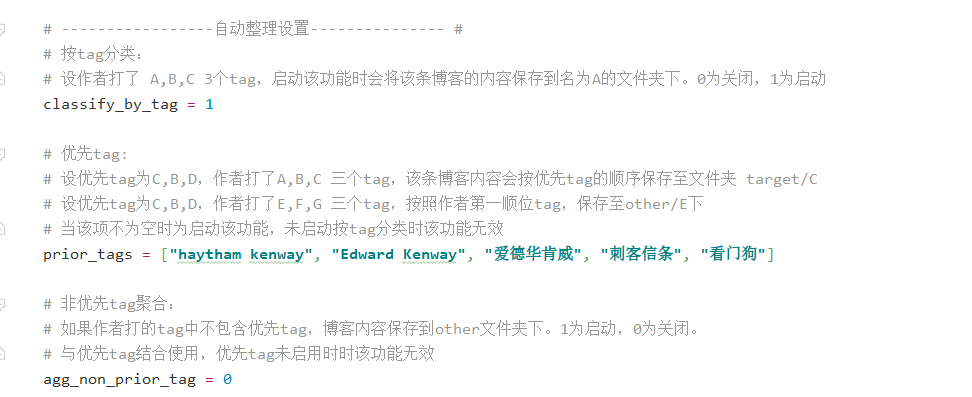 # -----------------自动整理设置--------------- #
# 按tag分类:
# 设作者打了 A,B,C 3个tag，启动该功能时会将该条博客的内容保存到名为A的文件夹下。0为关闭，1为启动
classify_by_tag = 1
# 优先tag:
# 设优先tag为C,B,D，作者打了A,B,C 三个tag，该条博客内容会按优先tag的顺序保存至文件夹 target/C
# 设优先tag为C,B,D，作者打了E,F,G 三个tag，按照作者第一顺位tag，保存至other/E下
# 当该项不为空时为启动该功能，未启动按tag分类时该功能无效
prior_tags = ["haytham kenway", "Edward Kenway", "爱德华肯威", "刺客信条", "看门狗"]
# 非优先tag聚合:
# 如果作者打的tag中不包含优先tag，博客内容保存到other文件夹下。1为启动，0为关闭。
# 与优先tag结合使用，优先tag未启用时时该功能无效
agg_non_prior_tag = 0